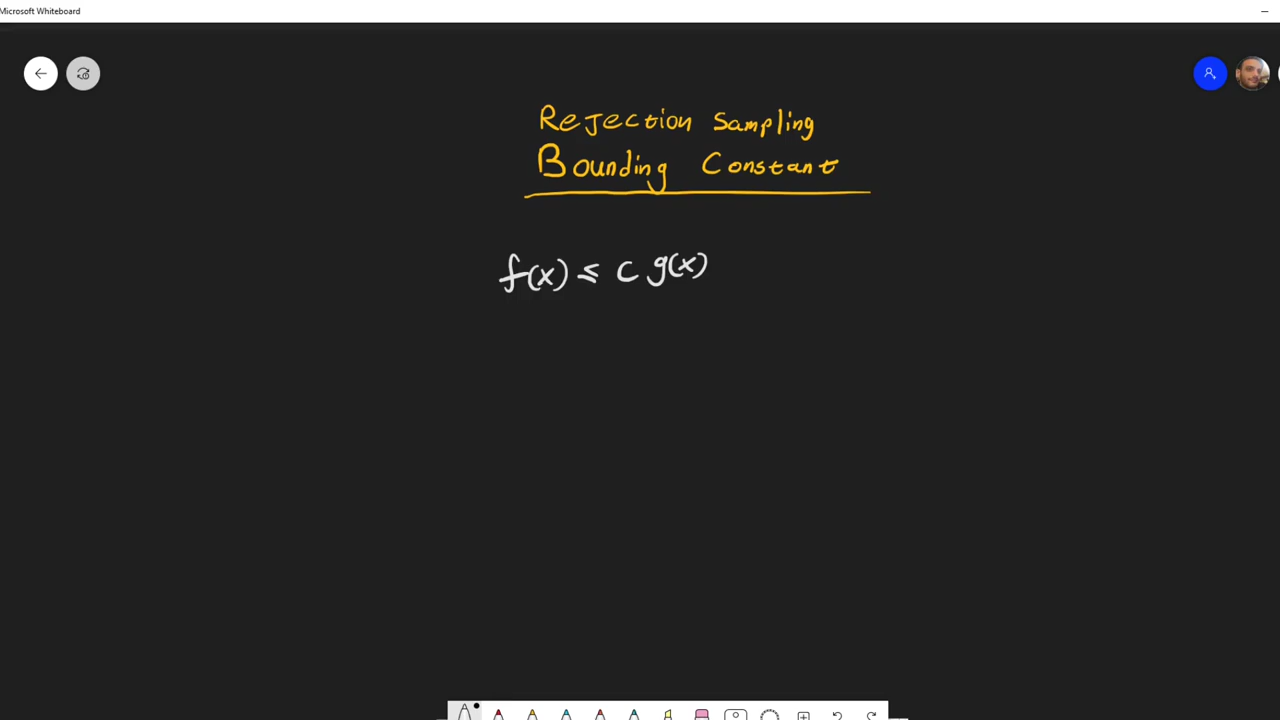 Microsoft Whiteboard
Rejection Sampling
Bounding Constant
f(x) ⩽ c g(x)